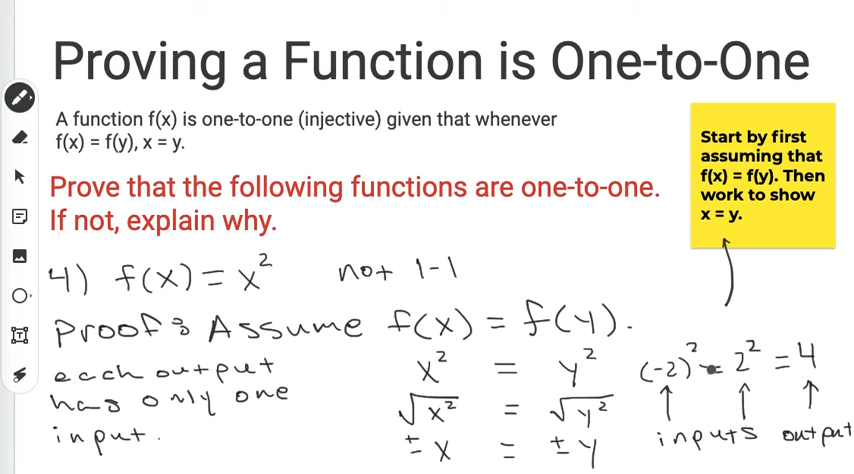 Proving a Function is One-to-One
A function f(x) is one-to-one (injective) given that whenever
f(x) = f(y), x = y.
Start by first
assuming that
f(x) = f(y). Then
work to show
x = y.
Prove that the following functions are one-to-one.
If not, explain why.
4) f(x) = x² not 1-1
Proof: Assume f(x) = f(y).
each output
has only one
input.
x² = y²
√x² = √y²
± x = ± y
(-2)² = 2² = 4
inputs output